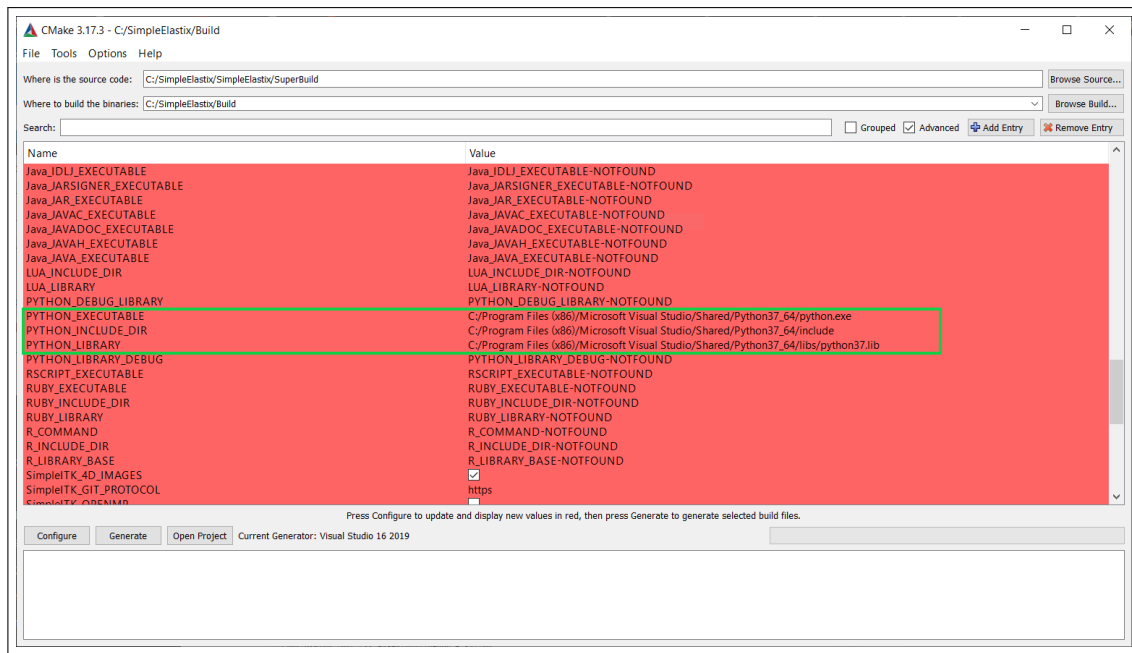 CMake 3.17.3 - C:/SimpleElastix/Build
File Tools Options Help
Where is the source code: C:/SimpleElastix/SimpleElastix/SuperBuild Browse Source...
Where to build the binaries: C:/SimpleElastix/Build Browse Build...
Search: Grouped Advanced Add Entry Remove Entry
Name Value
Java_IDLJ_EXECUTABLE Java_IDLJ_EXECUTABLE-NOTFOUND
Java_JARSIGNER_EXECUTABLE Java_JARSIGNER_EXECUTABLE-NOTFOUND
Java_JAR_EXECUTABLE Java_JAR_EXECUTABLE-NOTFOUND
Java_JAVAC_EXECUTABLE Java_JAVAC_EXECUTABLE-NOTFOUND
Java_JAVADOC_EXECUTABLE Java_JAVADOC_EXECUTABLE-NOTFOUND
Java_JAVAH_EXECUTABLE Java_JAVAH_EXECUTABLE-NOTFOUND
Java_JAVA_EXECUTABLE Java_JAVA_EXECUTABLE-NOTFOUND
LUA_INCLUDE_DIR LUA_INCLUDE_DIR-NOTFOUND
LUA_LIBRARY LUA_LIBRARY-NOTFOUND
PYTHON_DEBUG_LIBRARY PYTHON_DEBUG_LIBRARY-NOTFOUND
PYTHON_EXECUTABLE C:/Program Files (x86)/Microsoft Visual Studio/Shared/Python37_64/python.exe
PYTHON_INCLUDE_DIR C:/Program Files (x86)/Microsoft Visual Studio/Shared/Python37_64/include
PYTHON_LIBRARY C:/Program Files (x86)/Microsoft Visual Studio/Shared/Python37_64/libs/python37.lib
PYTHON_LIBRARY_DEBUG PYTHON_LIBRARY_DEBUG-NOTFOUND
RSCRIPT_EXECUTABLE RSCRIPT_EXECUTABLE-NOTFOUND
RUBY_EXECUTABLE RUBY_EXECUTABLE-NOTFOUND
RUBY_INCLUDE_DIR RUBY_INCLUDE_DIR-NOTFOUND
RUBY_LIBRARY RUBY_LIBRARY-NOTFOUND
R_COMMAND R_COMMAND-NOTFOUND
R_INCLUDE_DIR R_INCLUDE_DIR-NOTFOUND
R_LIBRARY_BASE R_LIBRARY_BASE-NOTFOUND
SimpleITK_4D_IMAGES
SimpleITK_GIT_PROTOCOL https
SimpleITK_OPENMP
Press Configure to update and display new values in red, then press Generate to generate selected build files.
Configure Generate Open Project Current Generator: Visual Studio 16 2019